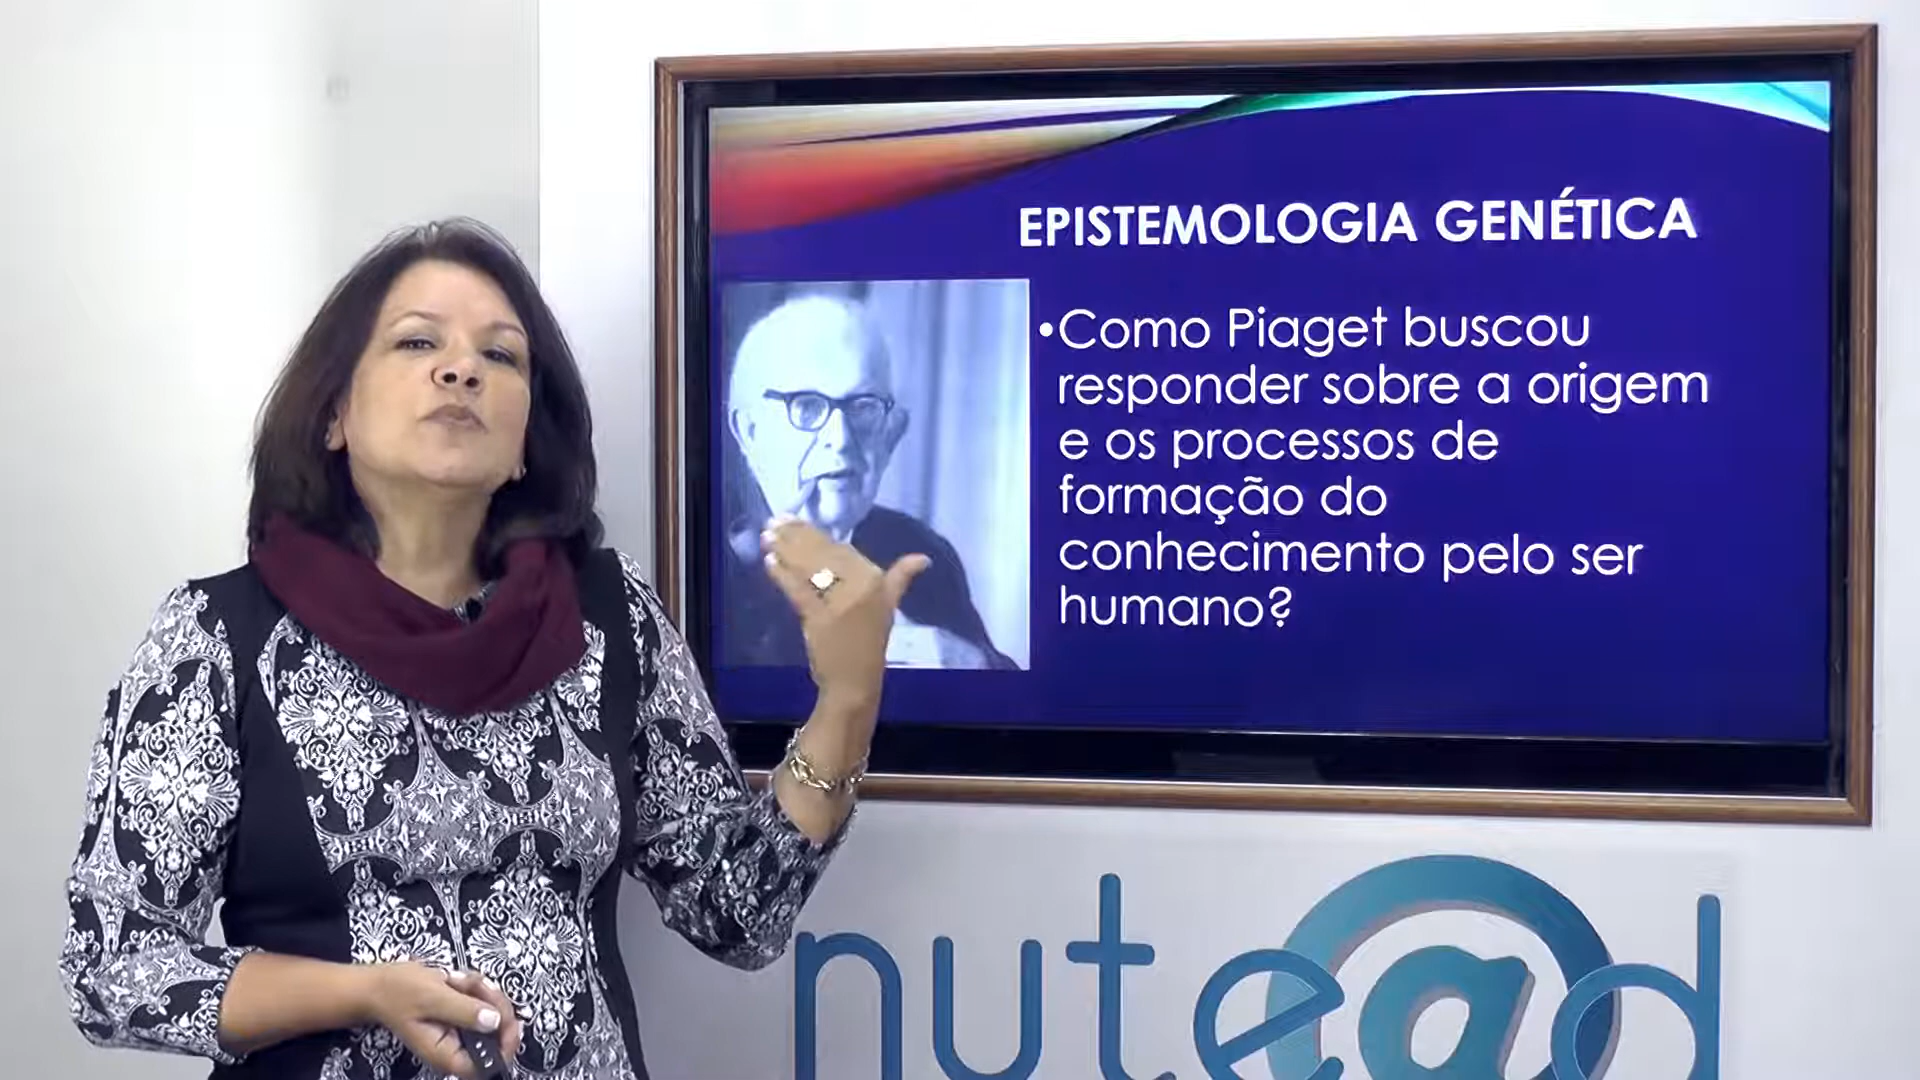 EPISTEMOLOGIA GENÉTICA
•Como Piaget buscou
responder sobre a origem
e os processos de
formação do
conhecimento pelo ser
humano?
nute@d